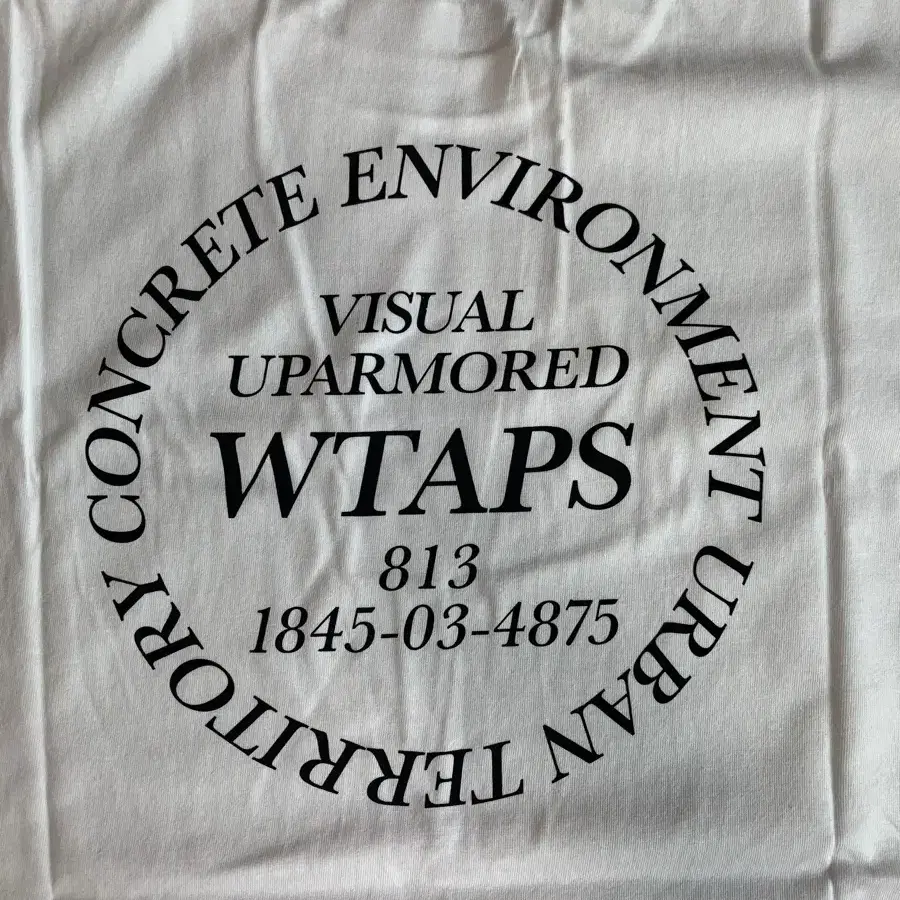 CONCRETE ENVIRONMENT URBAN TERRITORY
VISUAL
UPARMORED
WTAPS
813
1845-03-4875